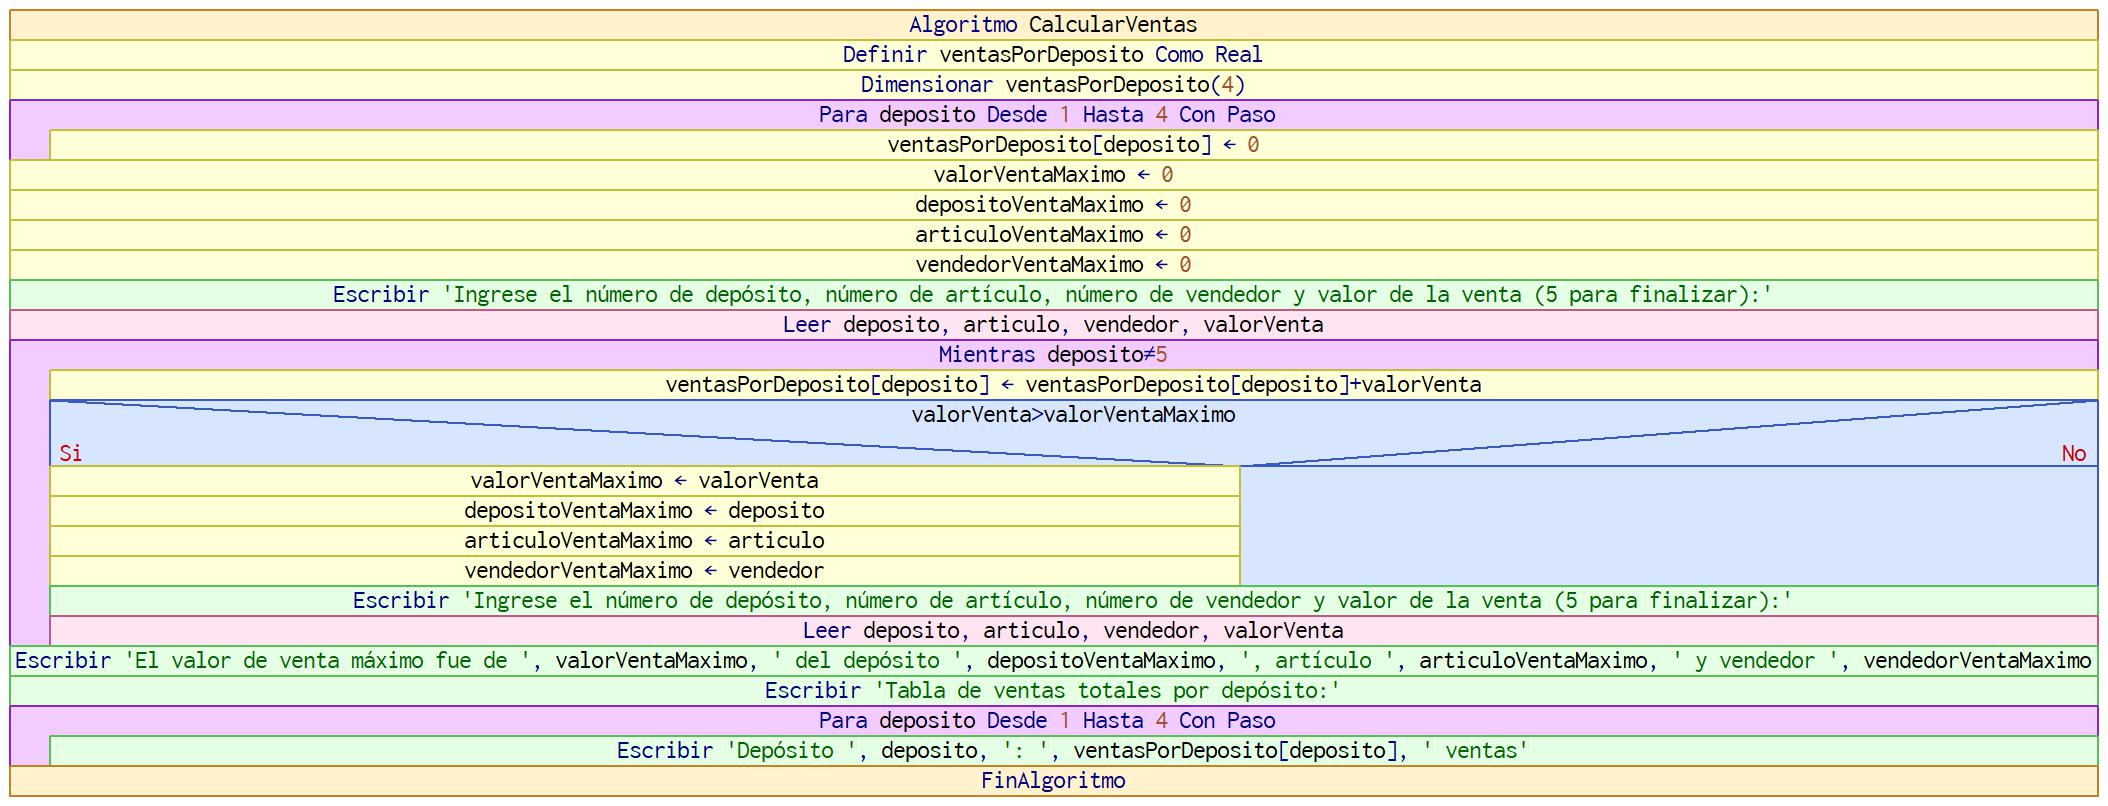 Algoritmo CalcularVentas
Definir ventasPorDeposito Como Real
Dimensionar ventasPorDeposito(4)
Para deposito Desde 1 Hasta 4 Con Paso
ventasPorDeposito[deposito] ← 0
valorVentaMaximo ← 0
depositoVentaMaximo ← 0
articuloVentaMaximo ← 0
vendedorVentaMaximo ← 0
Escribir 'Ingrese el número de depósito, número de artículo, número de vendedor y valor de la venta (5 para finalizar):'
Leer deposito, articulo, vendedor, valorVenta
Mientras deposito≠5
ventasPorDeposito[deposito] ← ventasPorDeposito[deposito]+valorVenta
valorVenta>valorVentaMaximo
Si No
valorVentaMaximo ← valorVenta
depositoVentaMaximo ← deposito
articuloVentaMaximo ← articulo
vendedorVentaMaximo ← vendedor
Escribir 'Ingrese el número de depósito, número de artículo, número de vendedor y valor de la venta (5 para finalizar):'
Leer deposito, articulo, vendedor, valorVenta
Escribir 'El valor de venta máximo fue de ', valorVentaMaximo, ' del depósito ', depositoVentaMaximo, ', artículo ', articuloVentaMaximo, ' y vendedor ', vendedorVentaMaximo
Escribir 'Tabla de ventas totales por depósito:'
Para deposito Desde 1 Hasta 4 Con Paso
Escribir 'Depósito ', deposito, ': ', ventasPorDeposito[deposito], ' ventas'
FinAlgoritmo